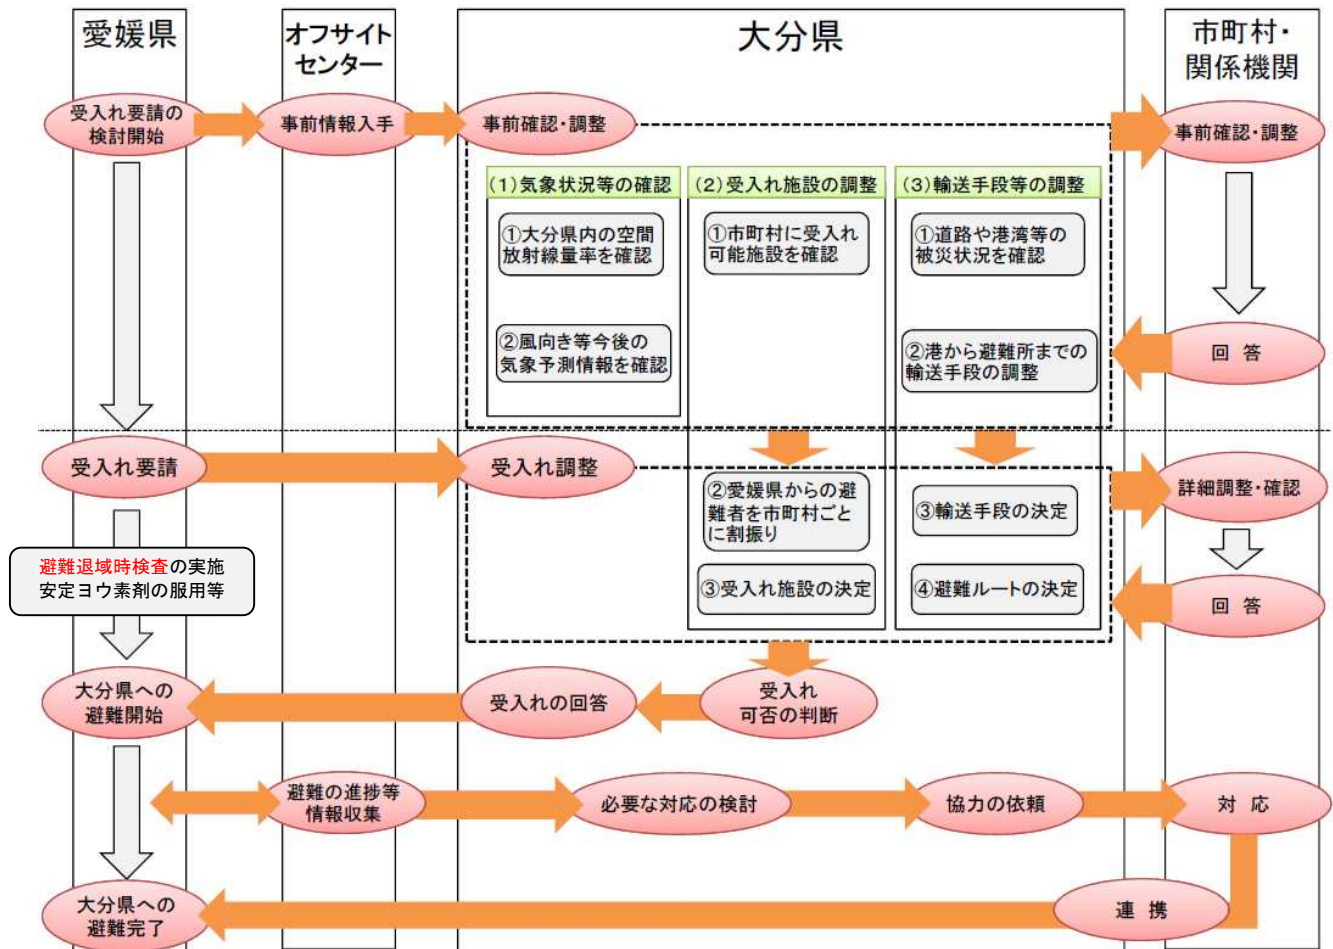 愛媛県
オフサイト
センター
大分県
市町村・
関係機関
受入れ要請の
検討開始
事前情報入手
事前確認・調整
事前確認・調整
(1)気象状況等の確認
(2)受入れ施設の調整
(3)輸送手段等の調整
①大分県内の空間
放射線量率を確認
①市町村に受入れ
可能施設を確認
①道路や港湾等の
被災状況を確認
②風向き等今後の
気象予測情報を確認
②港から避難所までの
輸送手段の調整
回 答
受入れ要請
受入れ調整
②愛媛県からの避
難者を市町村ごと
に割振り
③輸送手段の決定
詳細調整・確認
避難退域時検査の実施
安定ヨウ素剤の服用等
③受入れ施設の決定
④避難ルートの決定
回 答
大分県への
避難開始
受入れの回答
受入れ
可否の判断
避難の進捗等
情報収集
必要な対応の検討
協力の依頼
対 応
大分県への
避難完了
連 携